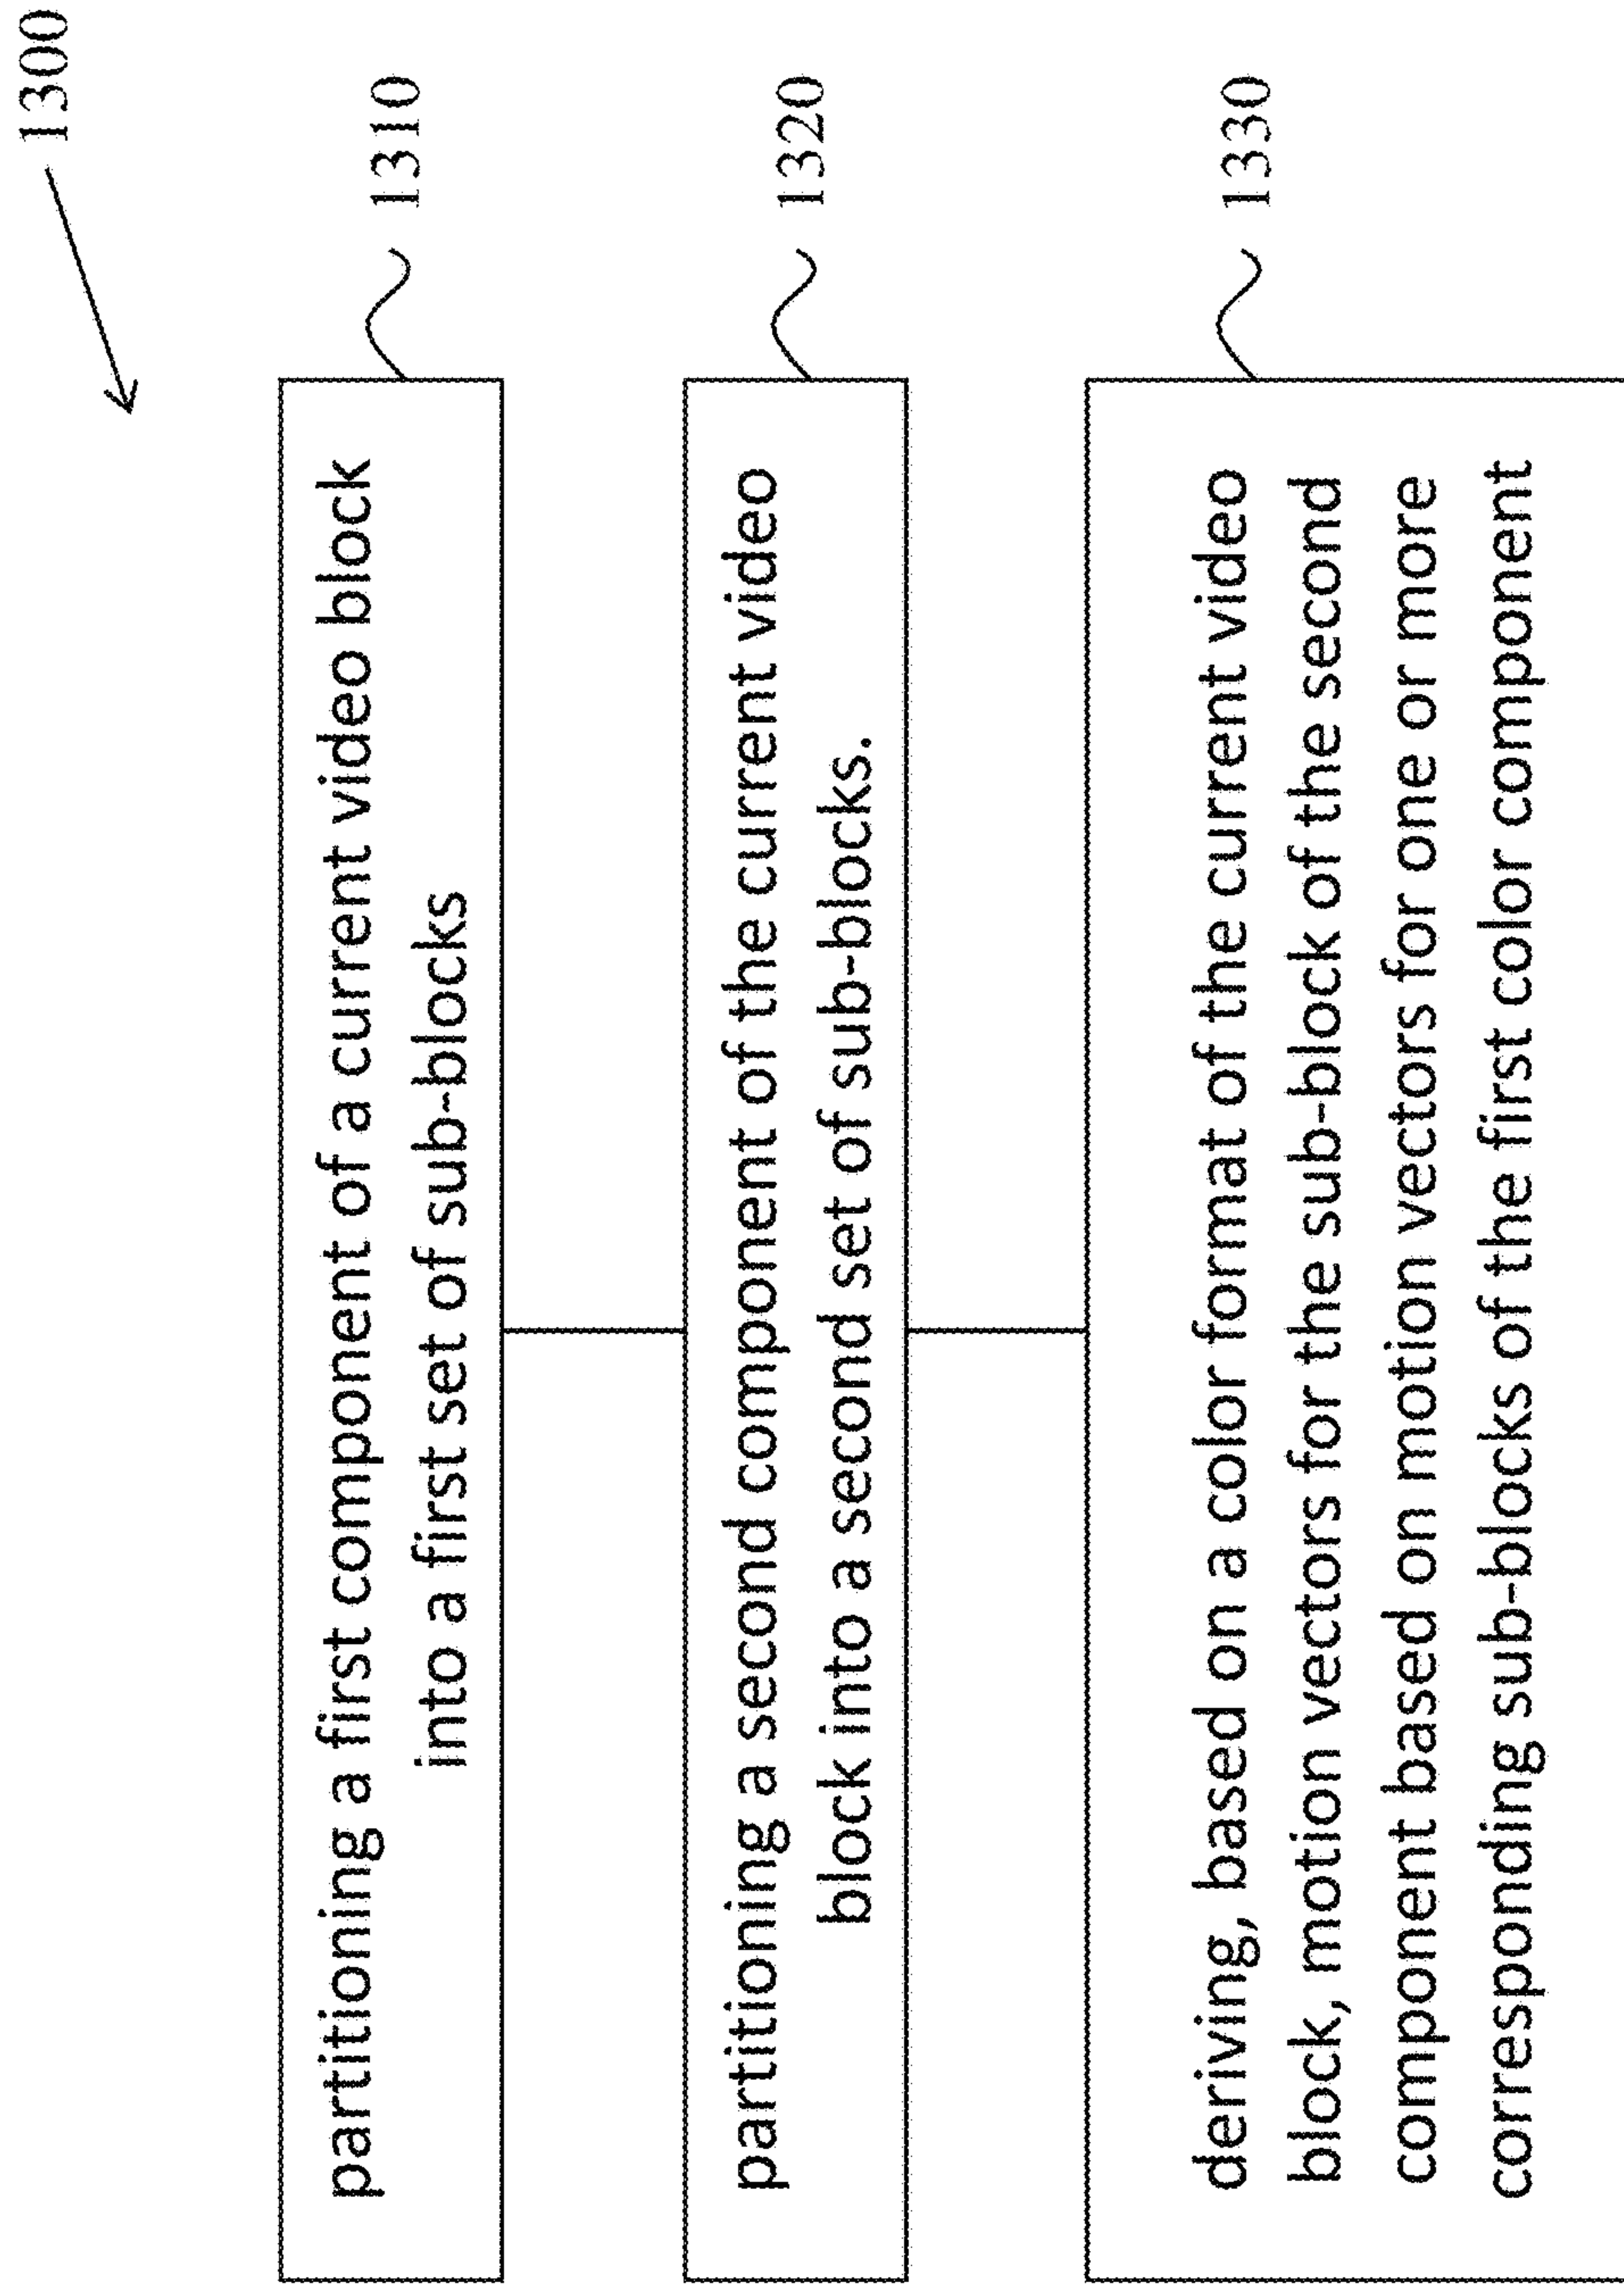 1300
partitioning a first component of a current video block
into a first set of sub-blocks
1310
partitioning a second component of the current video
block into a second set of sub-blocks.
1320
deriving, based on a color format of the current video
block, motion vectors for the sub-block of the second
component based on motion vectors for one or more
corresponding sub-blocks of the first color component
1330